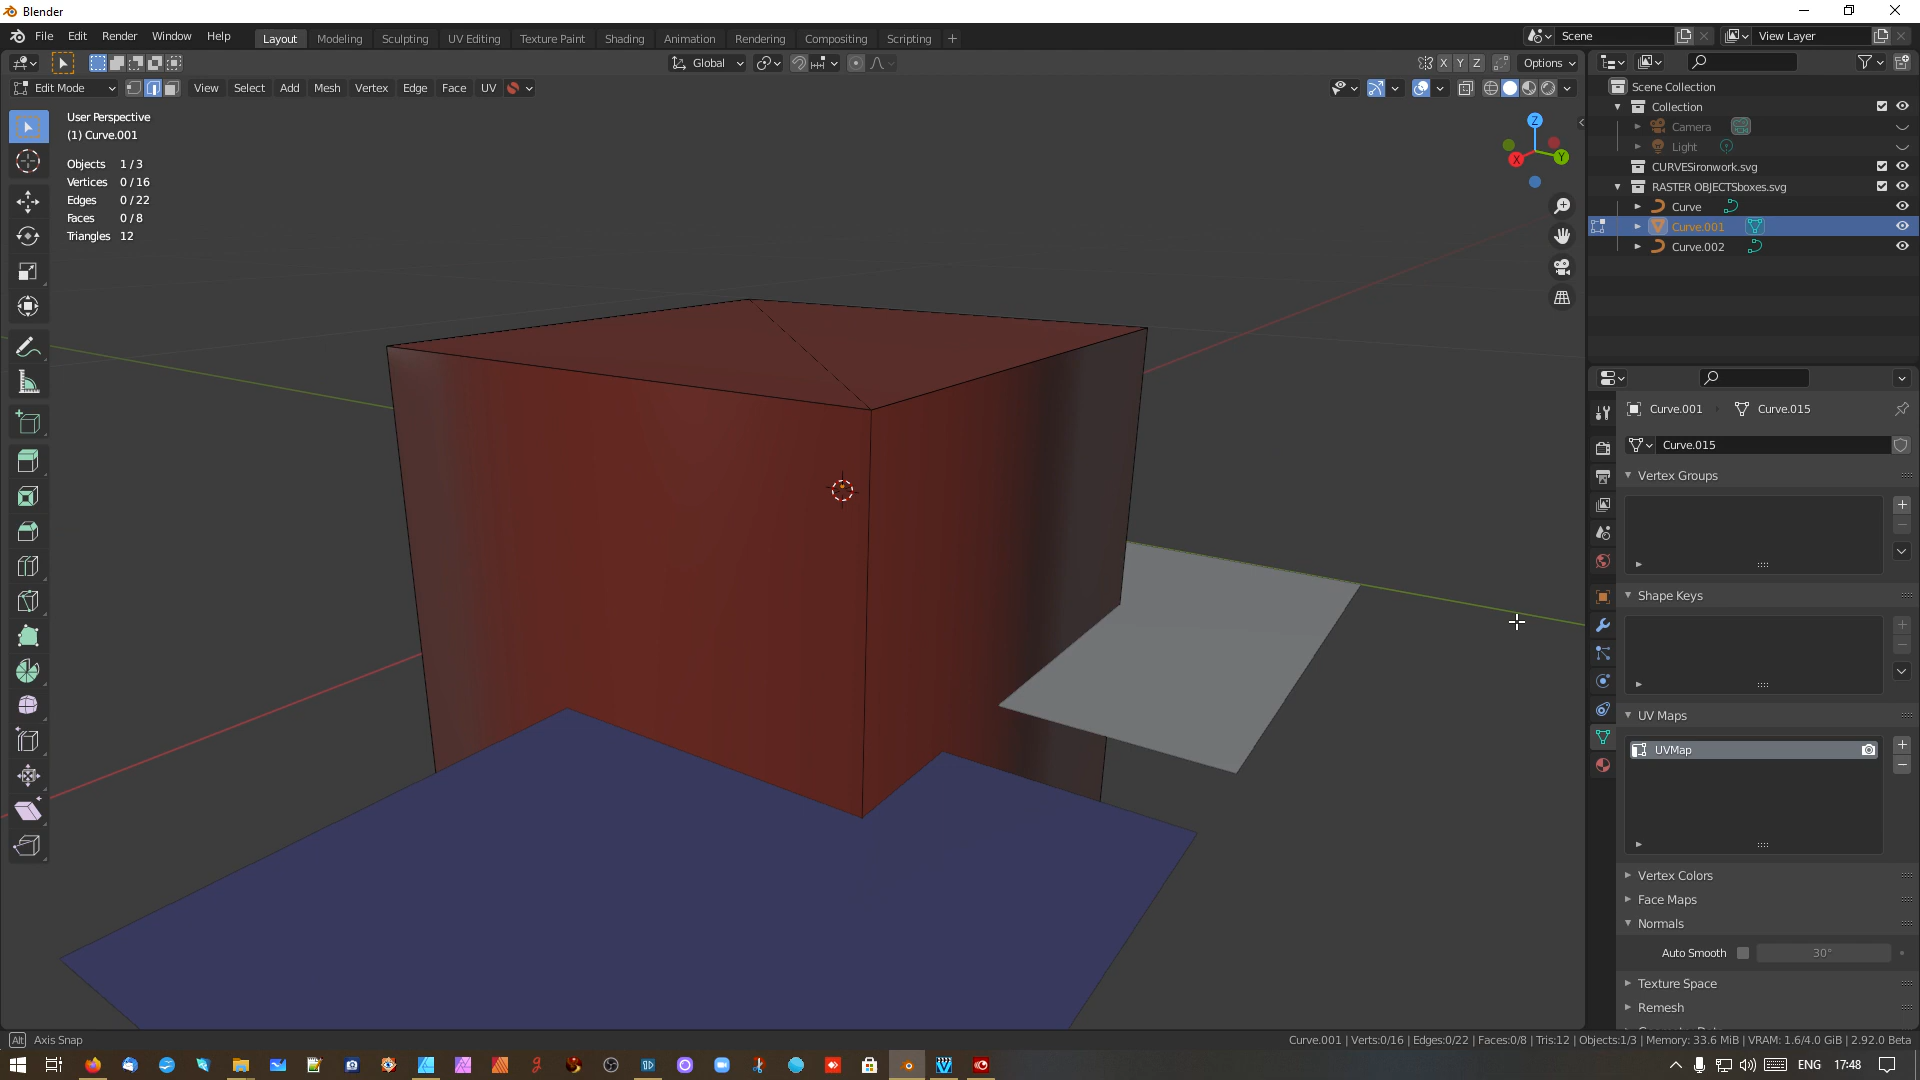 Blender
File Edit Render Window Help Layout Modeling Sculpting UV Editing Texture Paint Shading Animation Rendering Compositing Scripting + Scene View Layer
Global X Y Z Options
Edit Mode View Select Add Mesh Vertex Edge Face UV
User Perspective
(1) Curve.001
Objects 1/3
Vertices 0/16
Edges 0/22
Faces 0/8
Triangles 12
Z
X
Y
Scene Collection
Collection
Camera
Light
CURVESironwork.svg
RASTER OBJECTSboxes.svg
Curve
Curve.001
Curve.002
Curve.001 Curve.015
Curve.015
Vertex Groups
Shape Keys
UV Maps
UVMap
Vertex Colors
Face Maps
Normals
Auto Smooth 30°
Texture Space
Remesh
Alt Axis Snap
Curve.001 | Verts:0/16 | Edges:0/22 | Faces:0/8 | Tris:12 | Objects:1/3 | Memory: 33.6 MiB | VRAM: 1.6/4.0 GiB | 2.92.0 Beta
ENG 17:48